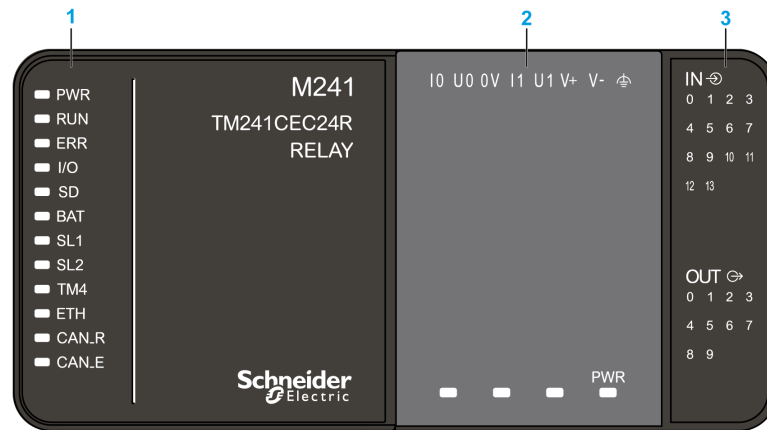 1
2
3
PWR
RUN
ERR
I/O
SD
BAT
SL1
SL2
TM4
ETH
CAN_R
CAN_E
M241
TM241CEC24R
RELAY
Schneider
Electric
I0 U0 0V I1 U1 V+ V-
PWR
IN
0 1 2 3
4 5 6 7
8 9 10 11
12 13
OUT
0 1 2 3
4 5 6 7
8 9